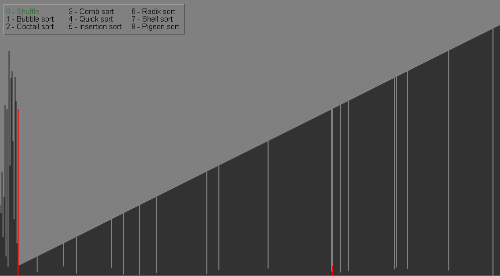 0 - Shuffle 3 - Comb sort 6 - Radix sort
1 - Bubble sort 4 - Quick sort 7 - Shell sort
2 - Coctail sort 5 - Insertion sort 8 - Pigeon sort